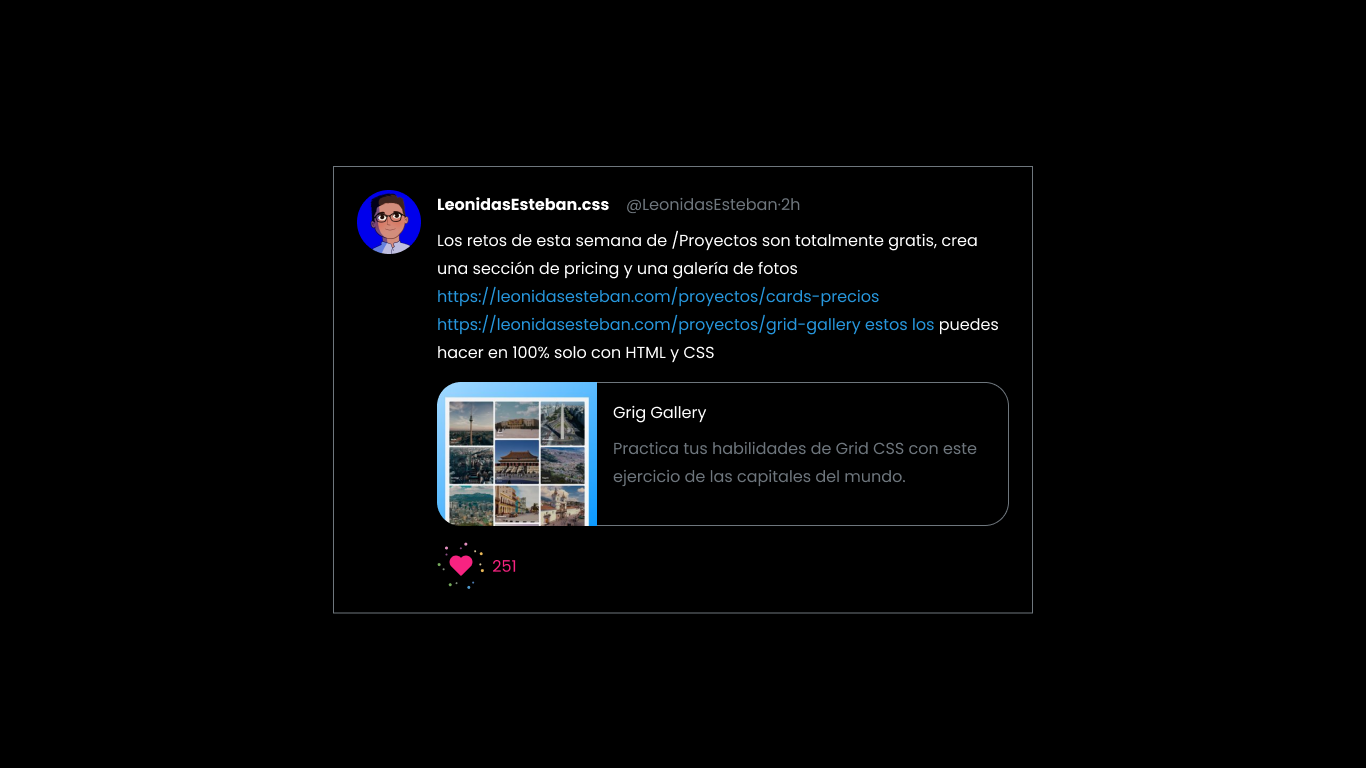 LeonidasEsteban.css @LeonidasEsteban·2h
Los retos de esta semana de /Proyectos son totalmente gratis, crea
una sección de pricing y una galería de fotos
https://leonidasesteban.com/proyectos/cards-precios
https://leonidasesteban.com/proyectos/grid-gallery estos los puedes
hacer en 100% solo con HTML y CSS
Grig Gallery
Practica tus habilidades de Grid CSS con este
ejercicio de las capitales del mundo.
251